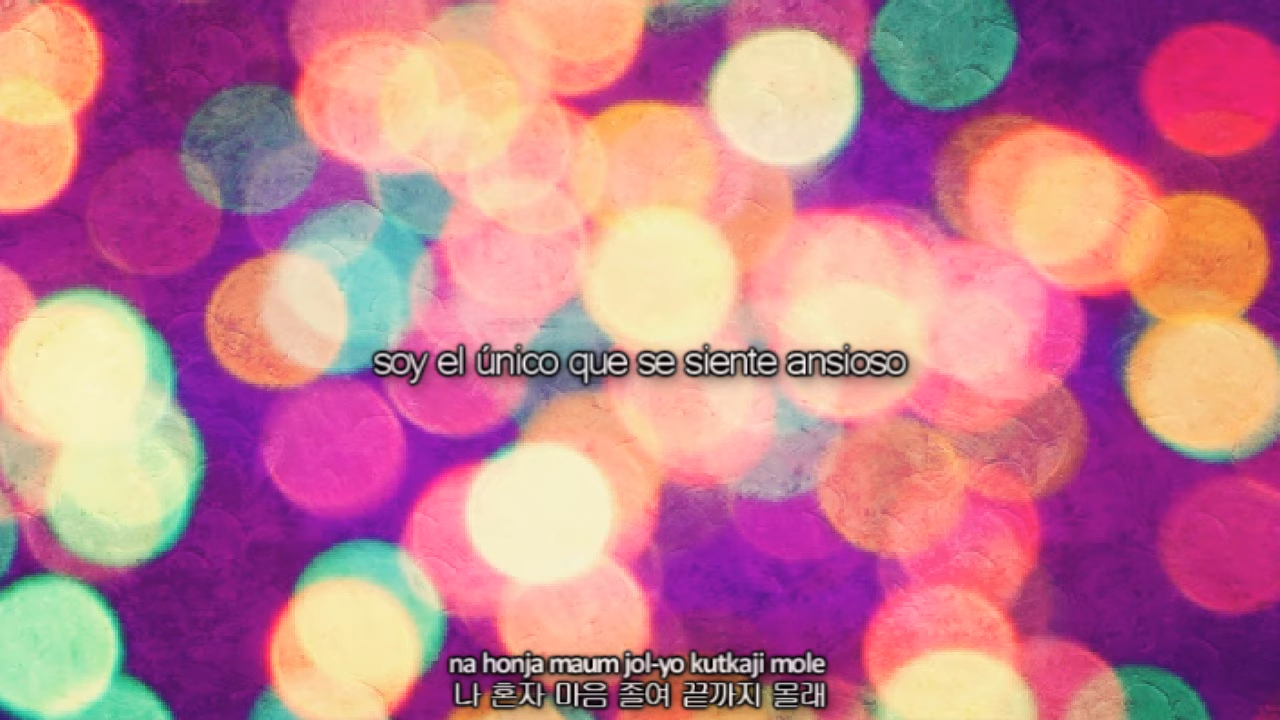 soy el único que se siente ansioso
na honja maum jol-yo kutkaji mole
나 혼자 마음 졸여 끝까지 몰래